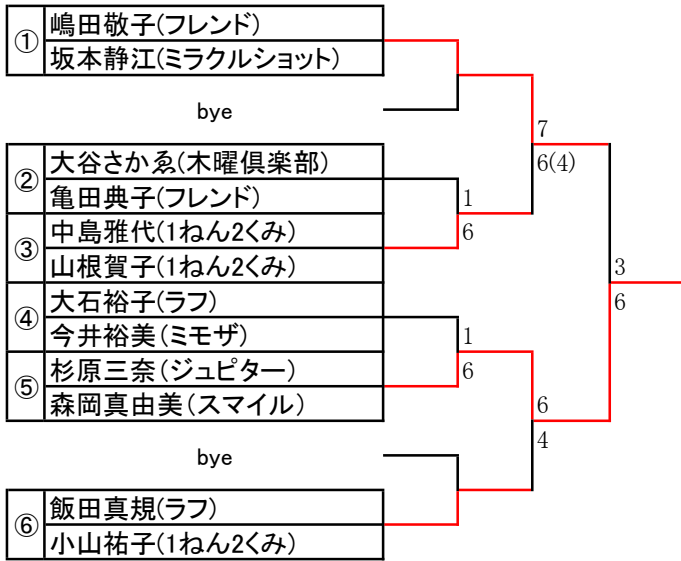 ① 嶋田敬子(フレンド)
坂本静江(ミラクルショット)
bye
7
② 大谷さかゑ(木曜倶楽部)
6(4)
亀田典子(フレンド)
1
③ 中島雅代(1ねん2くみ)
6
山根賀子(1ねん2くみ)
3
④ 大石裕子(ラフ)
6
今井裕美(ミモザ)
1
⑤ 杉原三奈(ジュピター)
6
森岡真由美(スマイル)
6
4
bye
⑥ 飯田真規(ラフ)
小山祐子(1ねん2くみ)